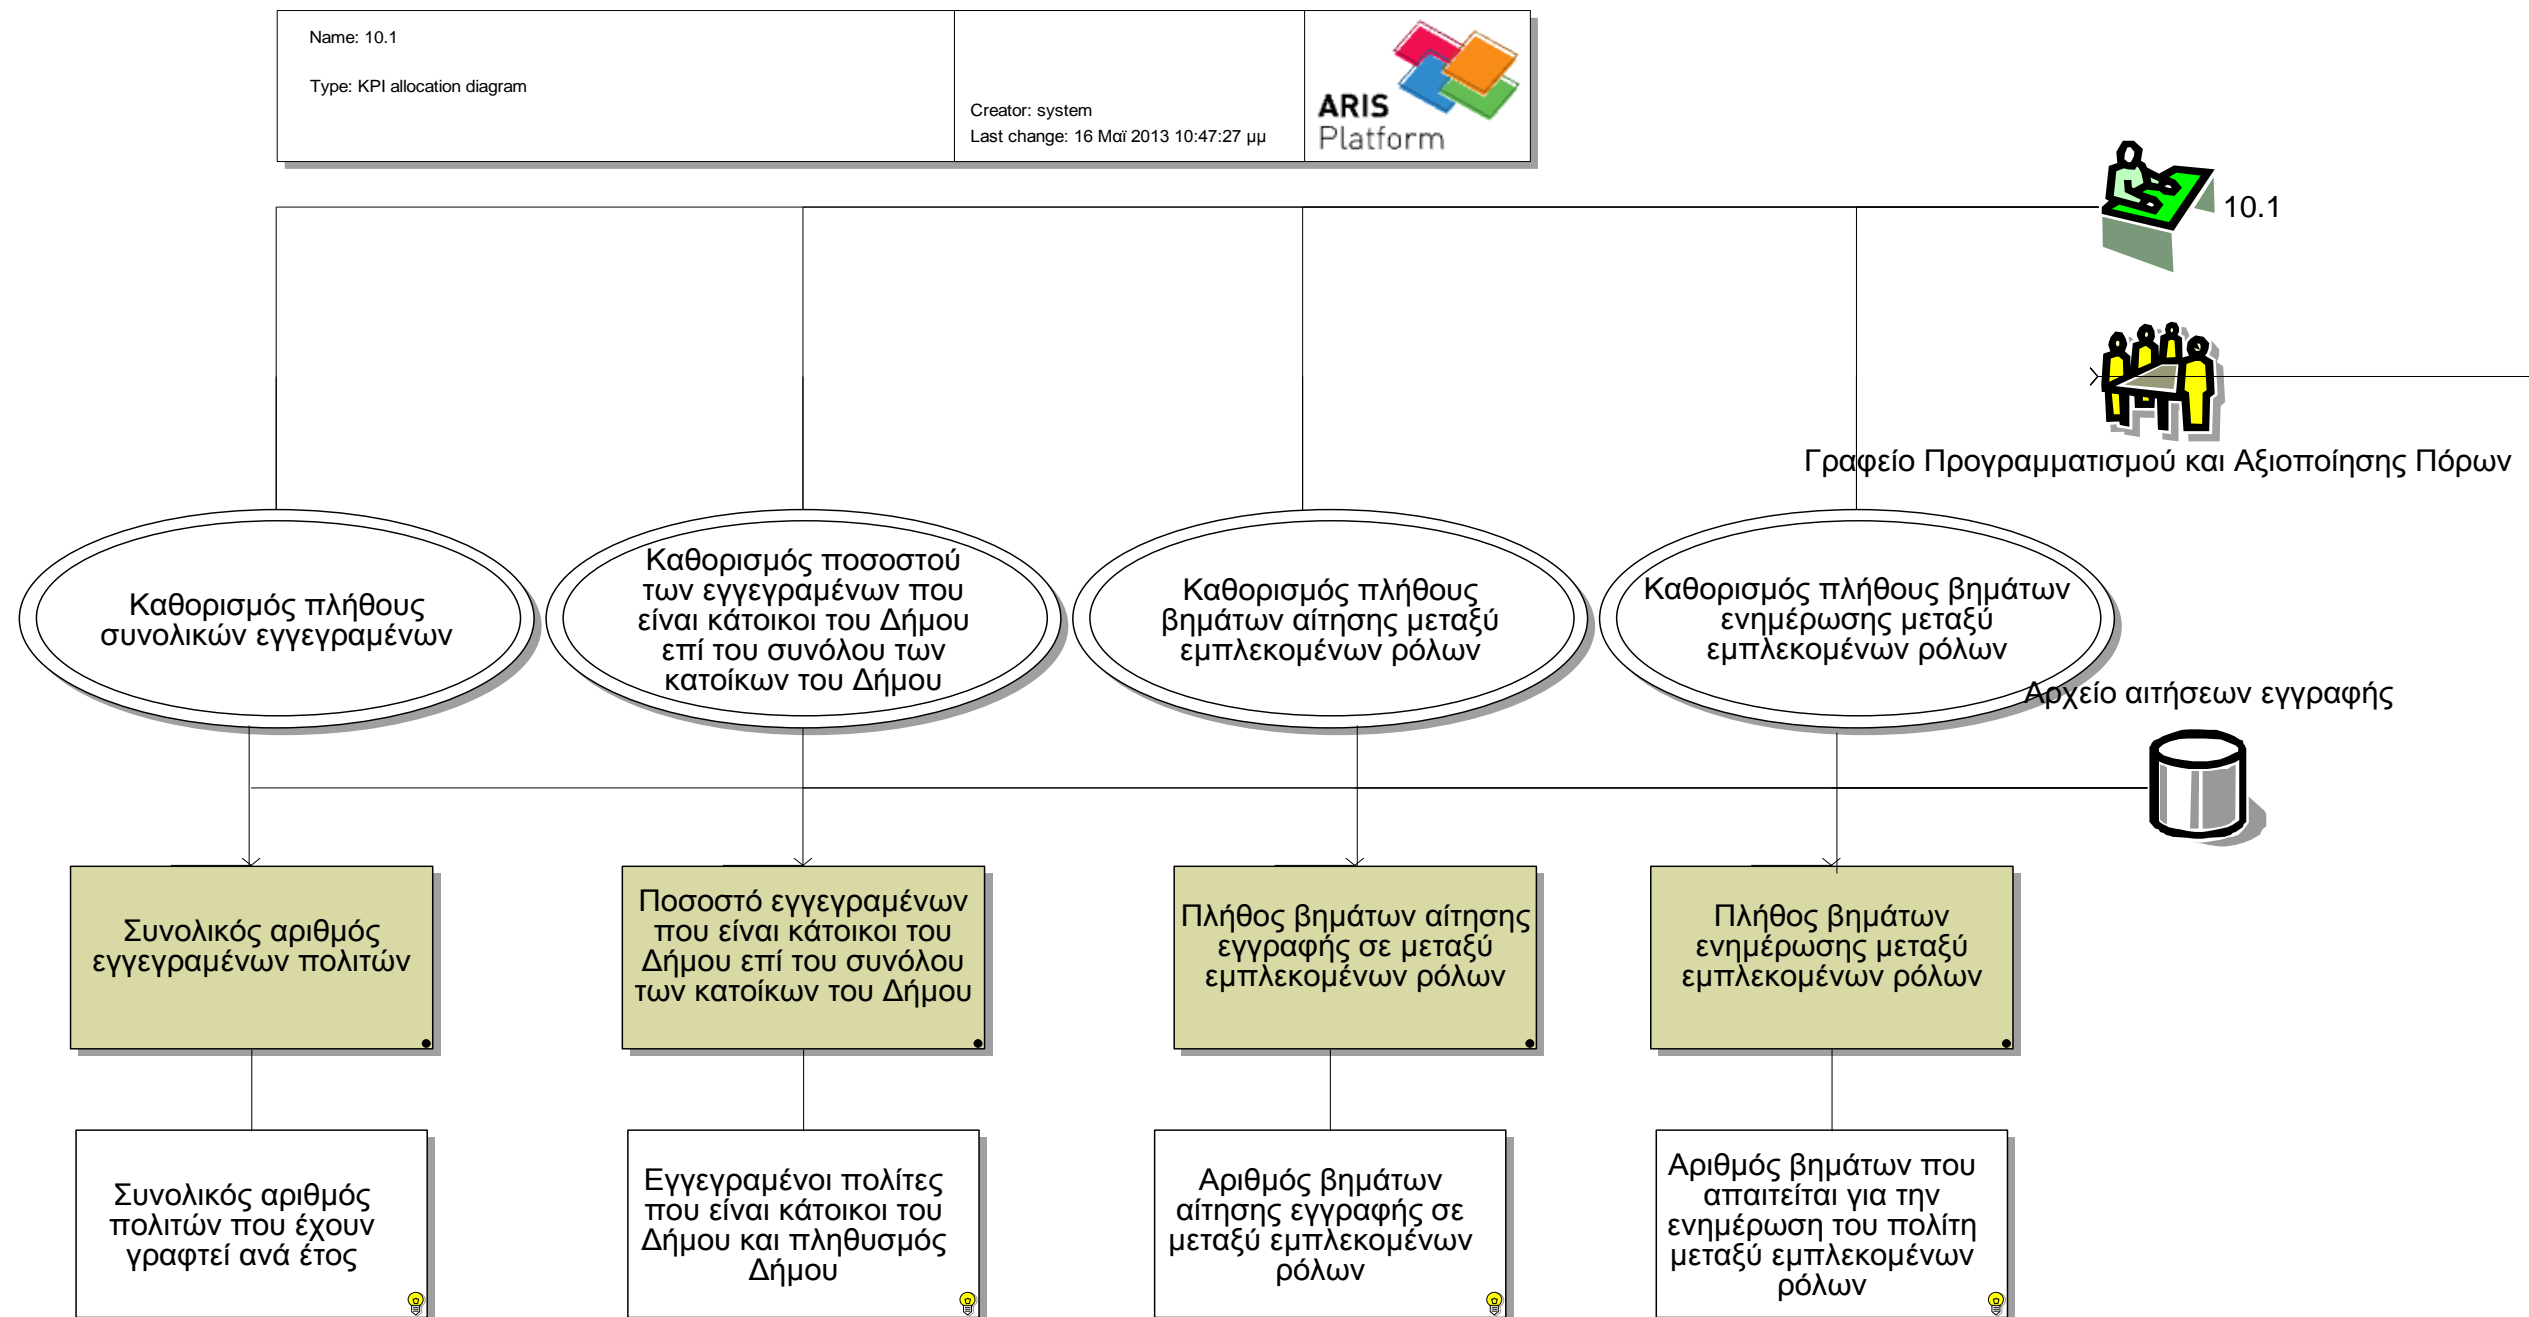 Name: 10.1
Type: KPI allocation diagram
Creator: system
Last change: 16 Μαϊ 2013 10:47:27 μμ
ARIS
Platform
10.1
Γραφείο Προγραμματισμού και Αξιοποίησης Πόρων
Καθορισμός πλήθους
συνολικών εγγεγραμένων
Καθορισμός ποσοστού
των εγγεγραμένων που
είναι κάτοικοι του Δήμου
επί του συνόλου των
κατοίκων του Δήμου
Καθορισμός πλήθους
βημάτων αίτησης μεταξύ
εμπλεκομένων ρόλων
Καθορισμός πλήθους βημάτων
ενημέρωσης μεταξύ
εμπλεκομένων ρόλων
Αρχείο αιτήσεων εγγραφής
Συνολικός αριθμός
εγγεγραμένων πολιτών
Ποσοστό εγγεγραμένων
που είναι κάτοικοι του
Δήμου επί του συνόλου
των κατοίκων του Δήμου
Πλήθος βημάτων αίτησης
εγγραφής σε μεταξύ
εμπλεκομένων ρόλων
Πλήθος βημάτων
ενημέρωσης μεταξύ
εμπλεκομένων ρόλων
Συνολικός αριθμός
πολιτών που έχουν
γραφτεί ανά έτος
Εγγεγραμένοι πολίτες
που είναι κάτοικοι του
Δήμου και πληθυσμός
Δήμου
Αριθμός βημάτων
αίτησης εγγραφής σε
μεταξύ εμπλεκομένων
ρόλων
Αριθμός βημάτων που
απαιτείται για την
ενημέρωση του πολίτη
μεταξύ εμπλεκομένων
ρόλων